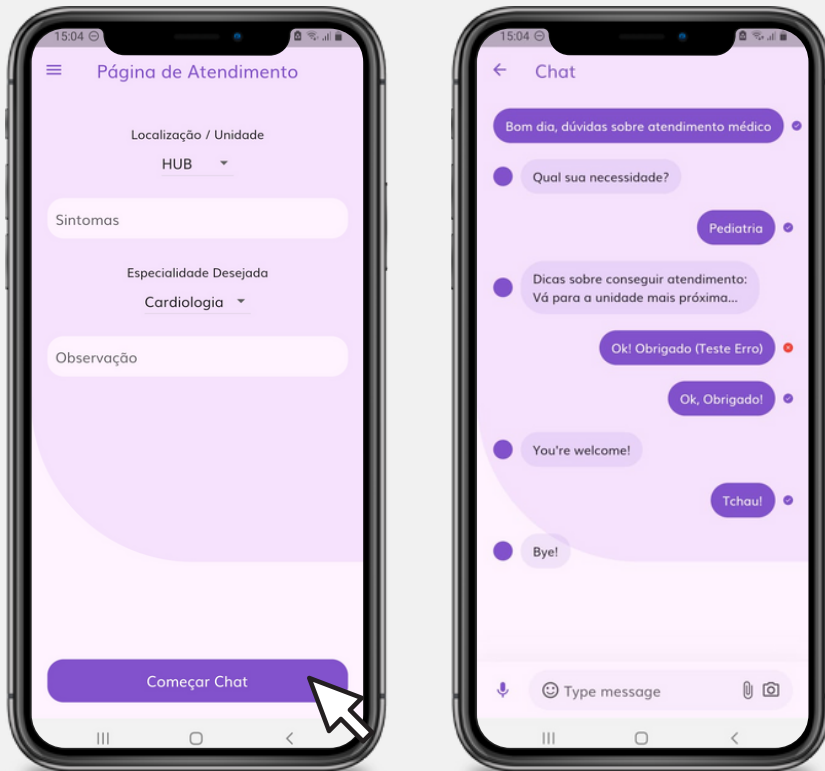 15:04
Página de Atendimento
Localização / Unidade
HUB
Sintomas
Especialidade Desejada
Cardiologia
Observação
Começar Chat
15:04
Chat
Bom dia, dúvidas sobre atendimento médico
Qual sua necessidade?
Pediatria
Dicas sobre conseguir atendimento:
Vá para a unidade mais próxima...
Ok! Obrigado (Teste Erro)
Ok, Obrigado!
You're welcome!
Tchau!
Bye!
Type message